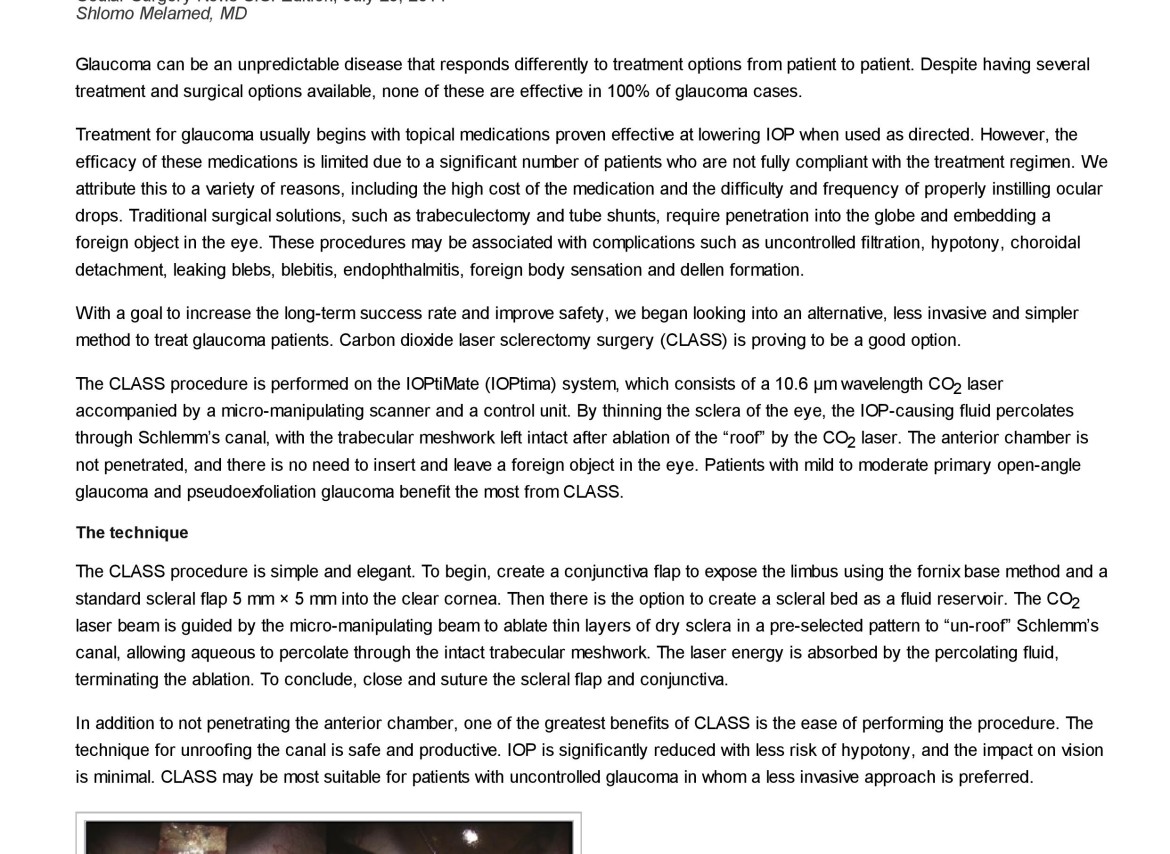 Shlomo Melamed, MD
Glaucoma can be an unpredictable disease that responds differently to treatment options from patient to patient. Despite having several
treatment and surgical options available, none of these are effective in 100% of glaucoma cases.
Treatment for glaucoma usually begins with topical medications proven effective at lowering IOP when used as directed. However, the
efficacy of these medications is limited due to a significant number of patients who are not fully compliant with the treatment regimen. We
attribute this to a variety of reasons, including the high cost of the medication and the difficulty and frequency of properly instilling ocular
drops. Traditional surgical solutions, such as trabeculectomy and tube shunts, require penetration into the globe and embedding a
foreign object in the eye. These procedures may be associated with complications such as uncontrolled filtration, hypotony, choroidal
detachment, leaking blebs, blebitis, endophthalmitis, foreign body sensation and dellen formation.
With a goal to increase the long-term success rate and improve safety, we began looking into an alternative, less invasive and simpler
method to treat glaucoma patients. Carbon dioxide laser sclerectomy surgery (CLASS) is proving to be a good option.
The CLASS procedure is performed on the IOPtiMate (IOPtima) system, which consists of a 10.6 µm wavelength CO2 laser
accompanied by a micro-manipulating scanner and a control unit. By thinning the sclera of the eye, the IOP-causing fluid percolates
through Schlemm's canal, with the trabecular meshwork left intact after ablation of the “roof” by the CO2 laser. The anterior chamber is
not penetrated, and there is no need to insert and leave a foreign object in the eye. Patients with mild to moderate primary open-angle
glaucoma and pseudoexfoliation glaucoma benefit the most from CLASS.
The technique
The CLASS procedure is simple and elegant. To begin, create a conjunctiva flap to expose the limbus using the fornix base method and a
standard scleral flap 5 mm × 5 mm into the clear cornea. Then there is the option to create a scleral bed as a fluid reservoir. The CO2
laser beam is guided by the micro-manipulating beam to ablate thin layers of dry sclera in a pre-selected pattern to “un-roof” Schlemm's
canal, allowing aqueous to percolate through the intact trabecular meshwork. The laser energy is absorbed by the percolating fluid,
terminating the ablation. To conclude, close and suture the scleral flap and conjunctiva.
In addition to not penetrating the anterior chamber, one of the greatest benefits of CLASS is the ease of performing the procedure. The
technique for unroofing the canal is safe and productive. IOP is significantly reduced with less risk of hypotony, and the impact on vision
is minimal. CLASS may be most suitable for patients with uncontrolled glaucoma in whom a less invasive approach is preferred.